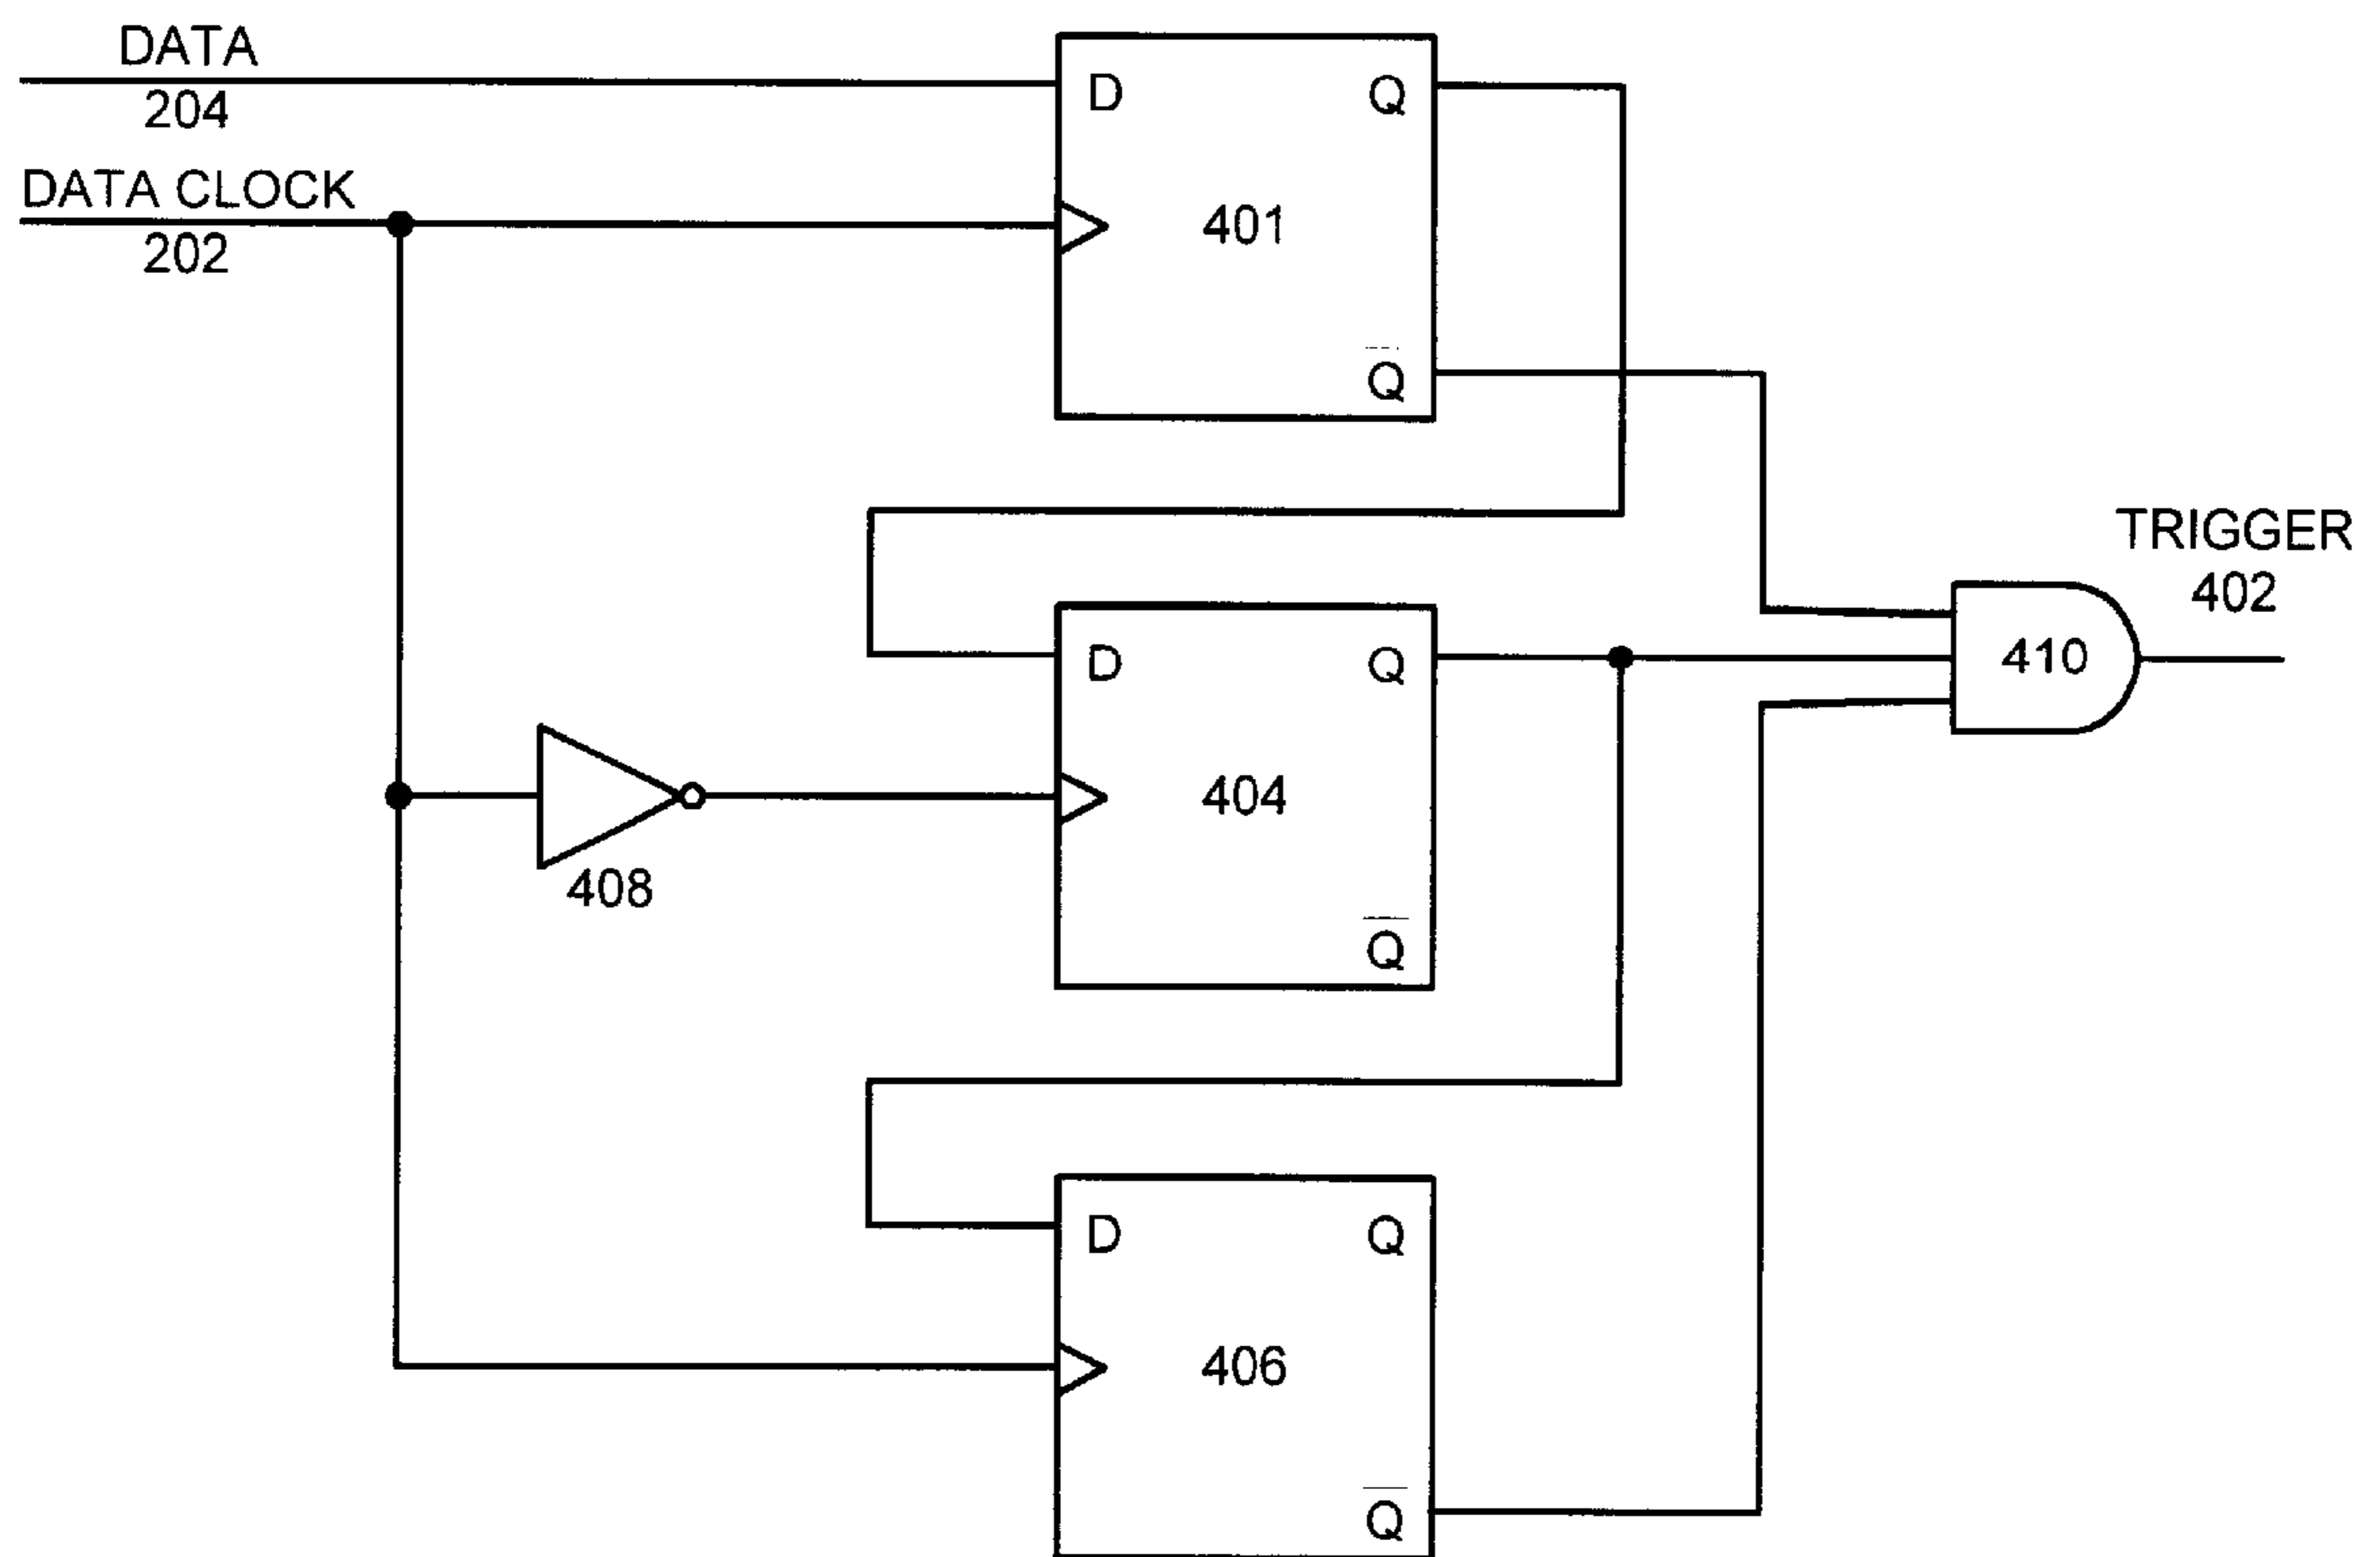 DATA
204
DATA CLOCK
202
D
Q
401
Q̅
TRIGGER
402
D
Q
410
404
408
Q̅
D
Q
406
Q̅